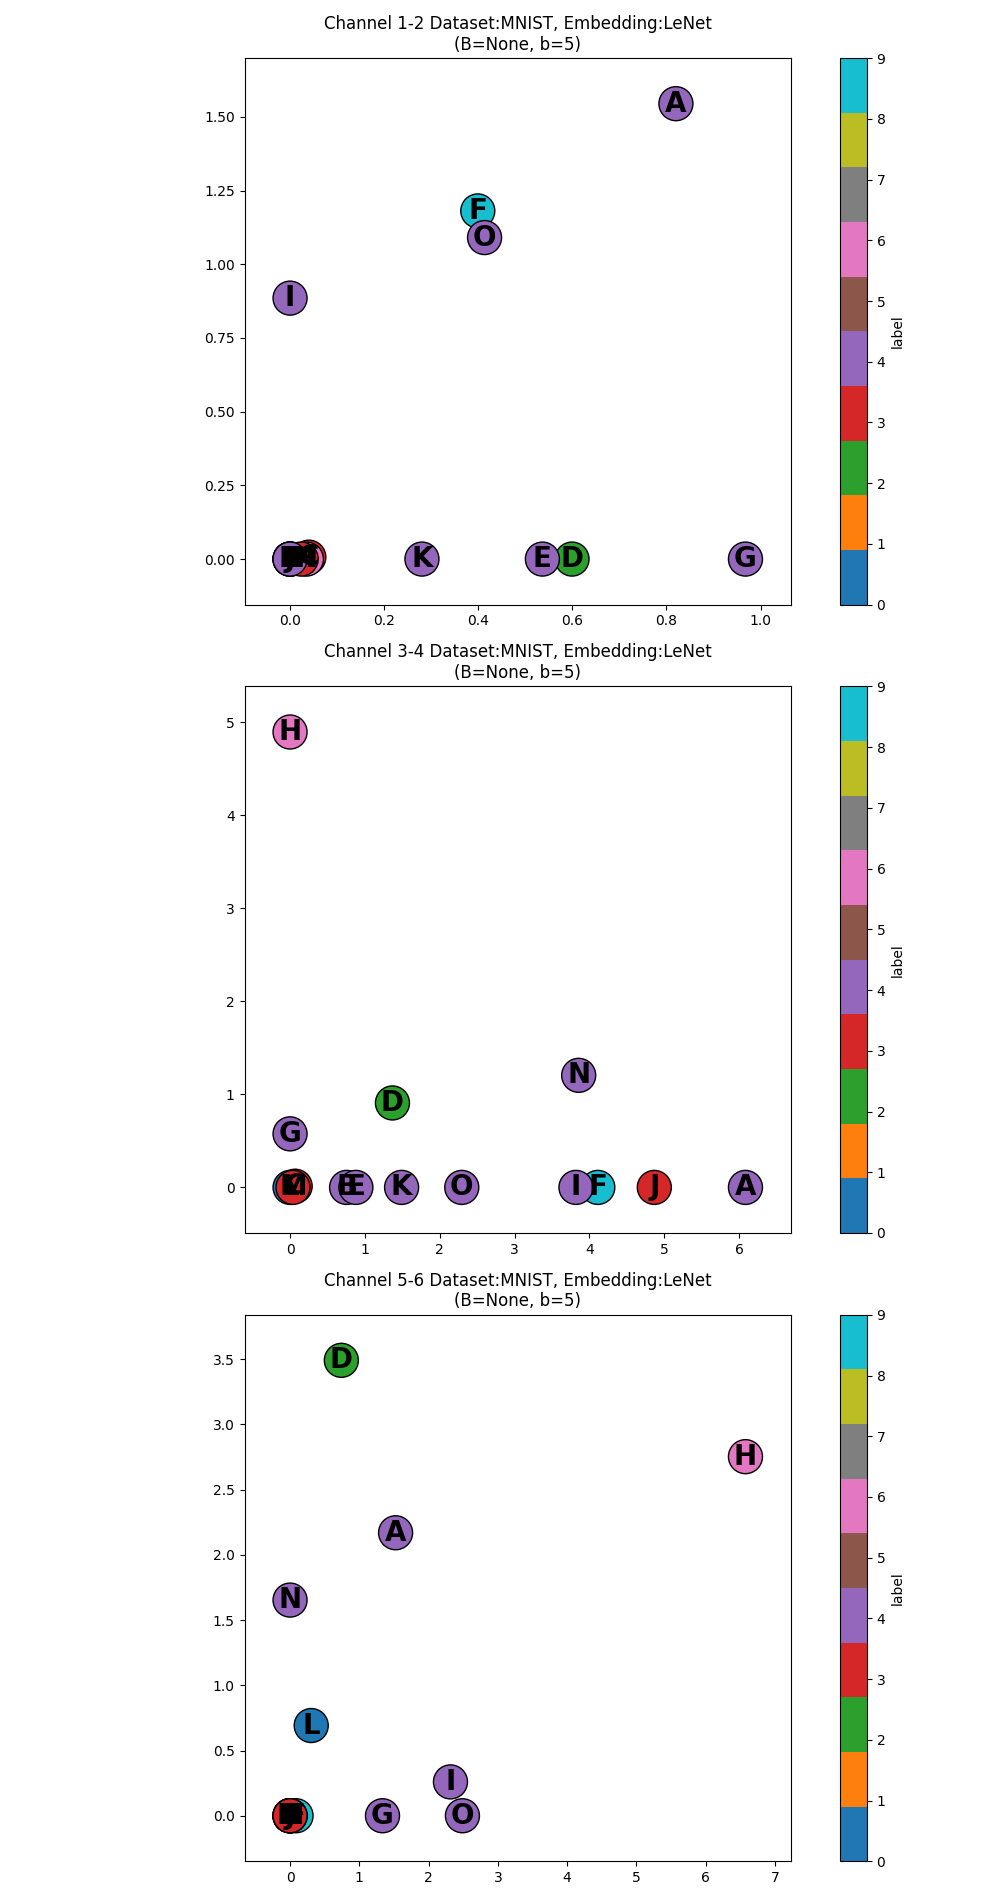 Channel 1-2 Dataset:MNIST, Embedding:LeNet
(B=None, b=5)
1.50
1.25
1.00
0.75
0.50
0.25
0.00
A
F
O
I
K
E
D
G
0.0 0.2 0.4 0.6 0.8 1.0
9
8
7
6
5
4
3
2
1
0
label
Channel 3-4 Dataset:MNIST, Embedding:LeNet
(B=None, b=5)
5
4
3
2
1
0
H
N
D
G
M
E
K
O
I
F
J
A
0 1 2 3 4 5 6
9
8
7
6
5
4
3
2
1
0
label
Channel 5-6 Dataset:MNIST, Embedding:LeNet
(B=None, b=5)
3.5
3.0
2.5
2.0
1.5
1.0
0.5
0.0
D
H
A
N
L
I
G
O
0 1 2 3 4 5 6 7
9
8
7
6
5
4
3
2
1
0
label